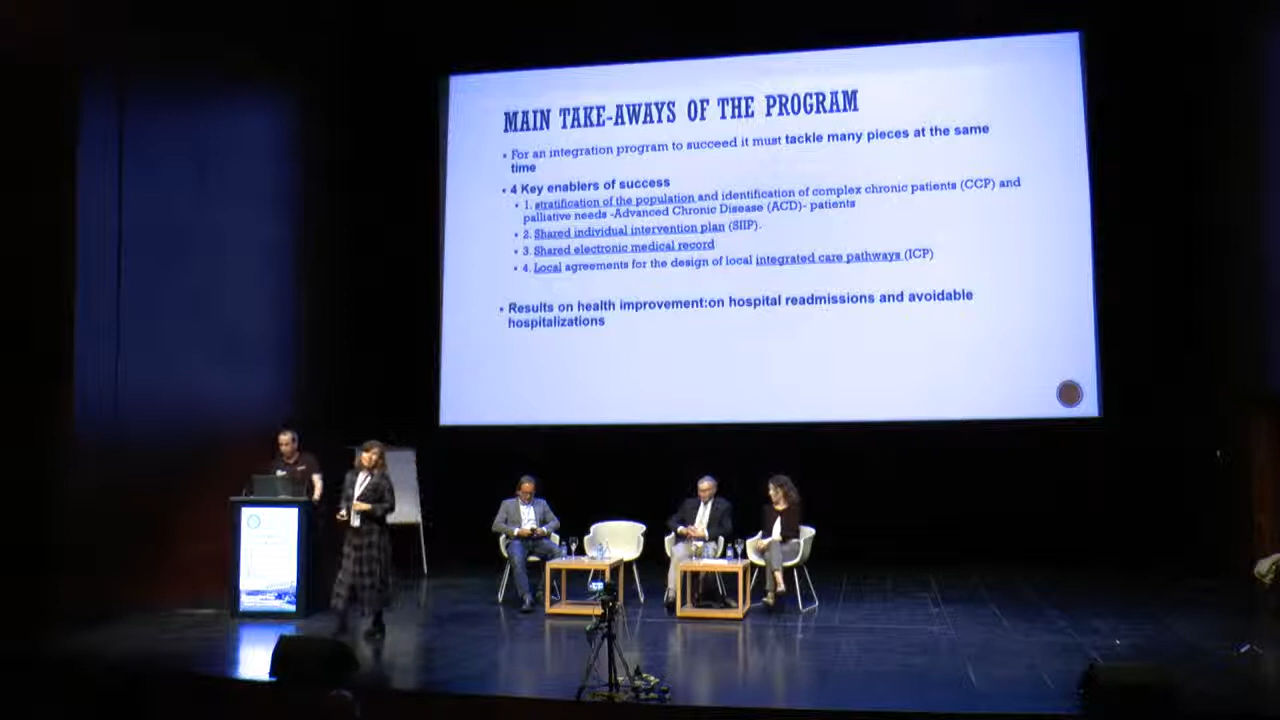 MAIN TAKE-AWAYS OF THE PROGRAM
• For an integration program to succeed it must tackle many pieces at the same
time
• 4 Key enablers of success
• 1. stratification of the population and identification of complex chronic patients (CCP) and
palliative needs -Advanced Chronic Disease (ACD)- patients
• 2. Shared individual intervention plan (SIIP).
• 3. Shared electronic medical record
• 4. Local agreements for the design of local integrated care pathways (ICP)
• Results on health improvement:on hospital readmissions and avoidable
hospitalizations